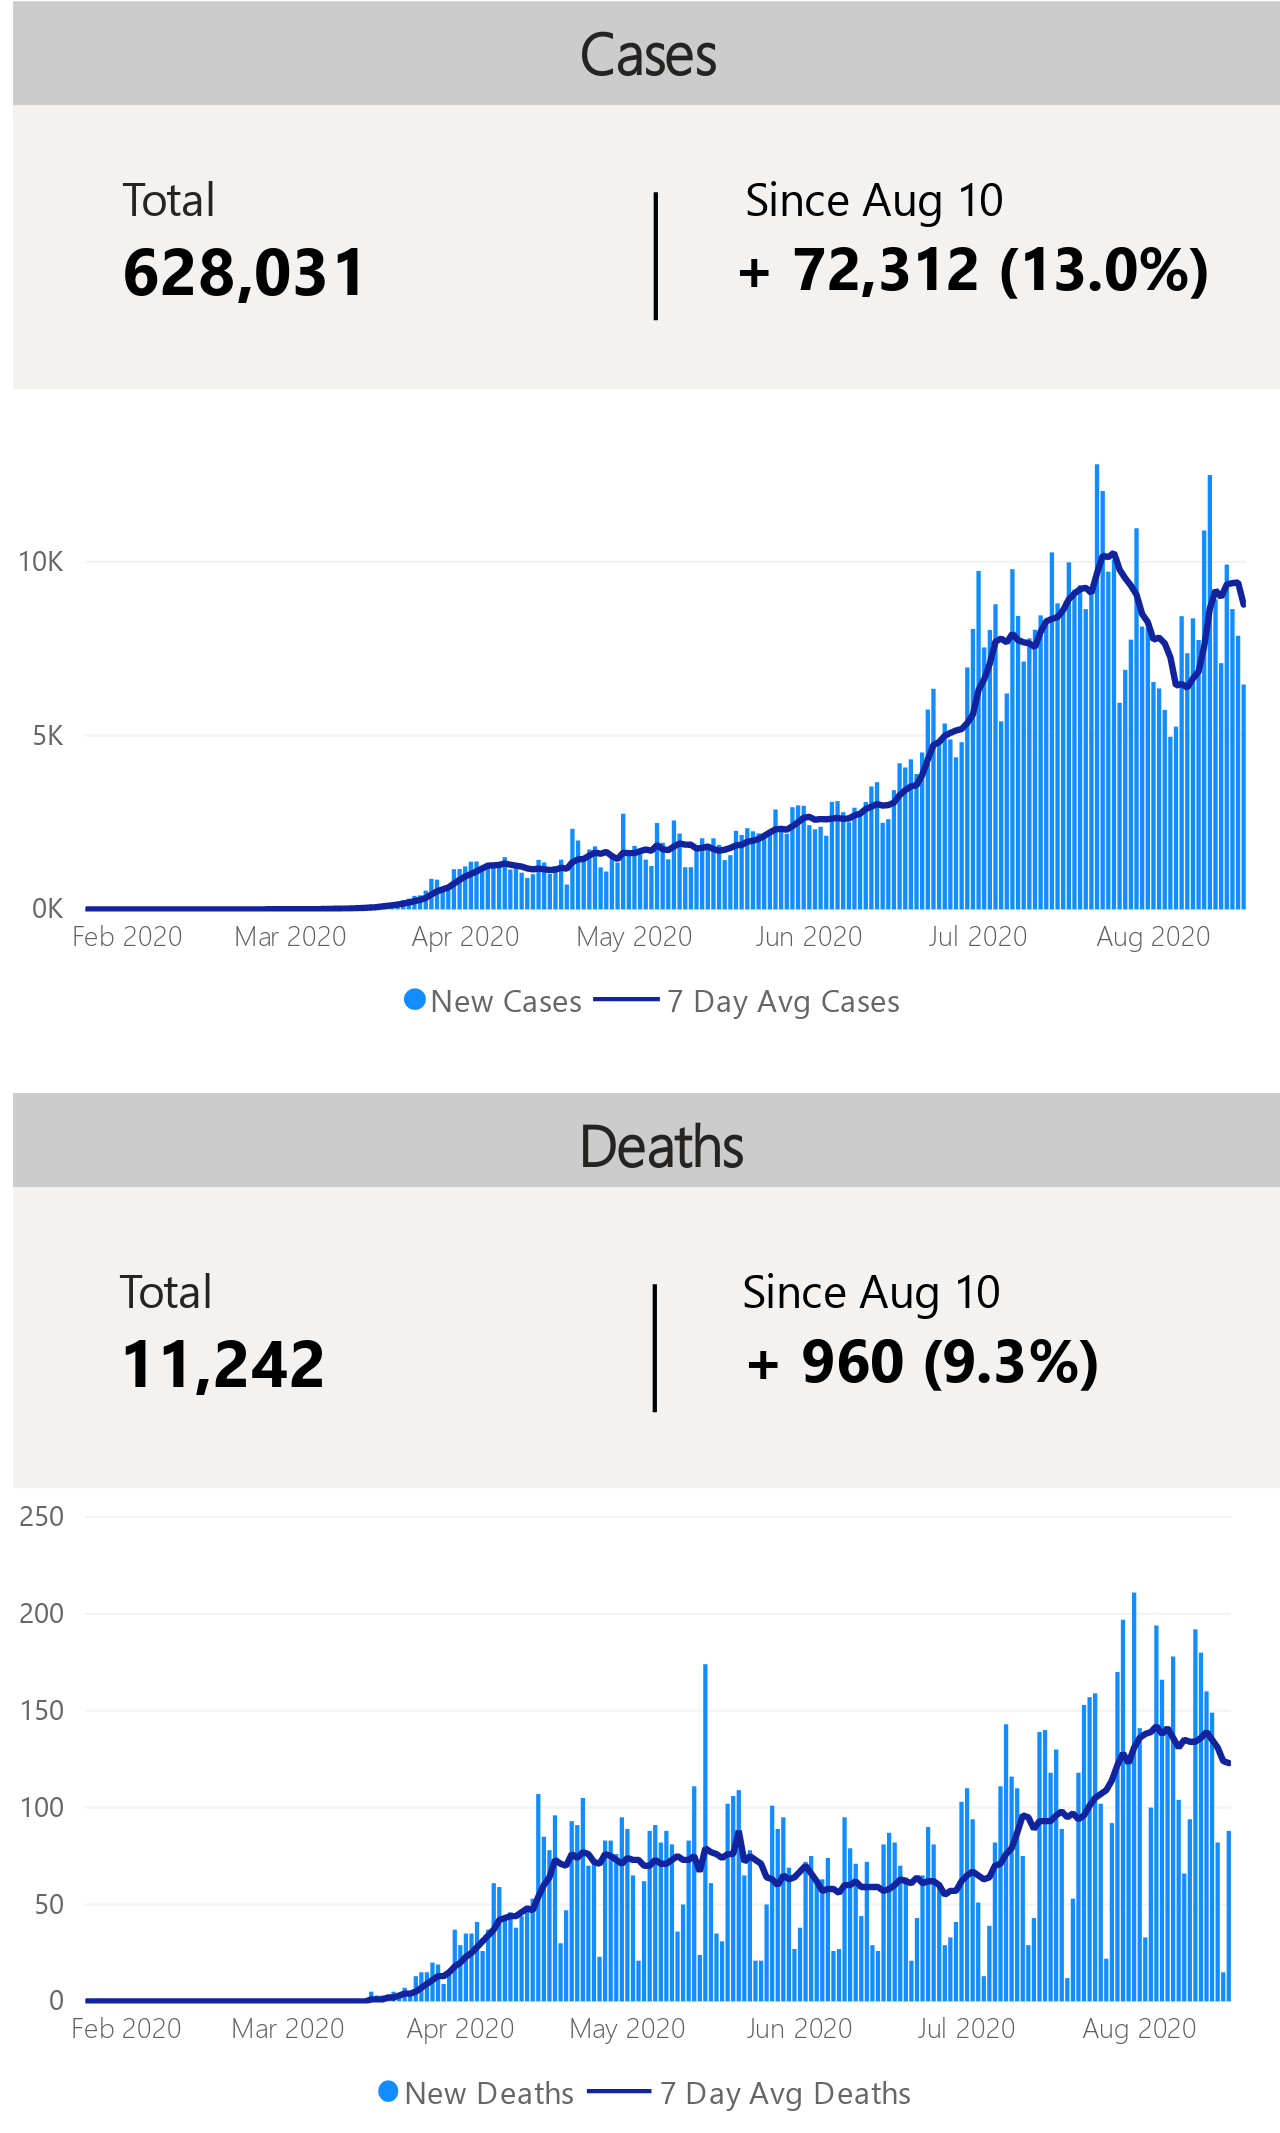 Cases
Total
Since Aug 10
628,031
+ 72,312 (13.0%)
10K
5K
0K
Feb 2020 Mar 2020 Apr 2020 May 2020 Jun 2020 Jul 2020 Aug 2020
New Cases 7 Day Avg Cases
Deaths
Total
Since Aug 10
11,242
+ 960 (9.3%)
250
200
150
100
50
0
Feb 2020 Mar 2020 Apr 2020 May 2020 Jun 2020 Jul 2020 Aug 2020
New Deaths 7 Day Avg Deaths